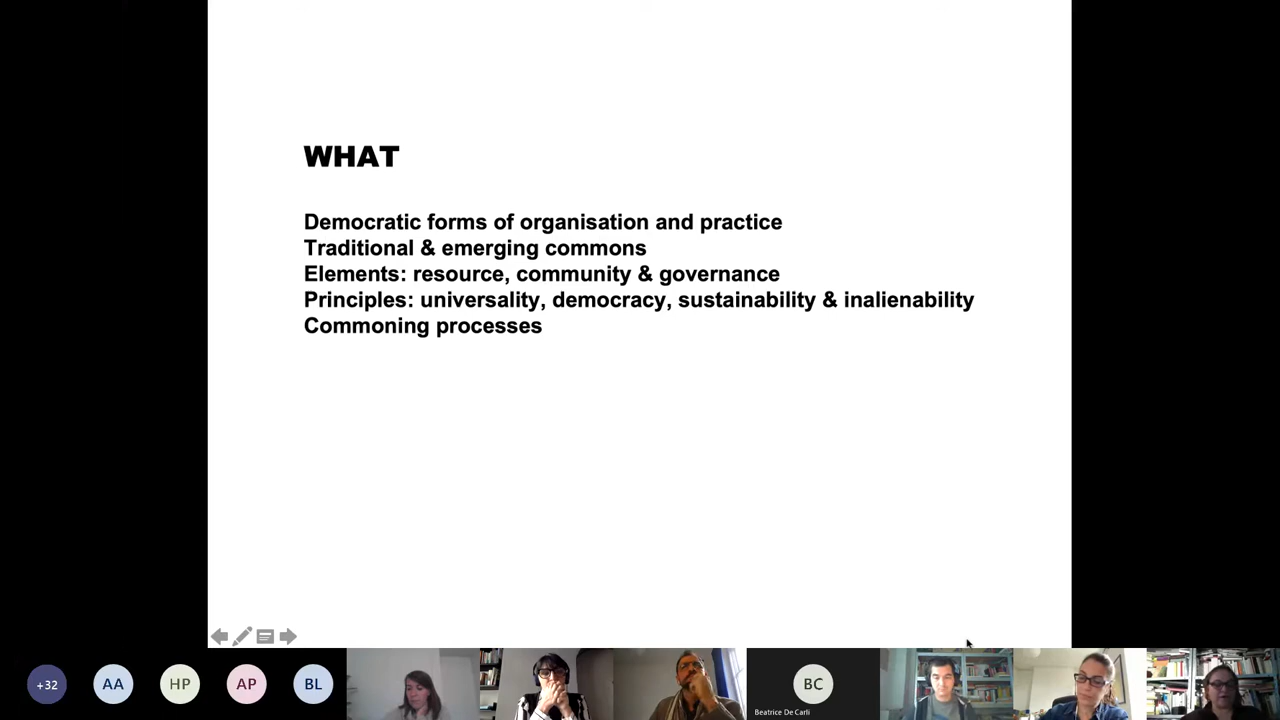 WHAT
Democratic forms of organisation and practice
Traditional & emerging commons
Elements: resource, community & governance
Principles: universality, democracy, sustainability & inalienability
Commoning processes
+32
AA
HP
AP
BL
BC
Beatrice De Carli